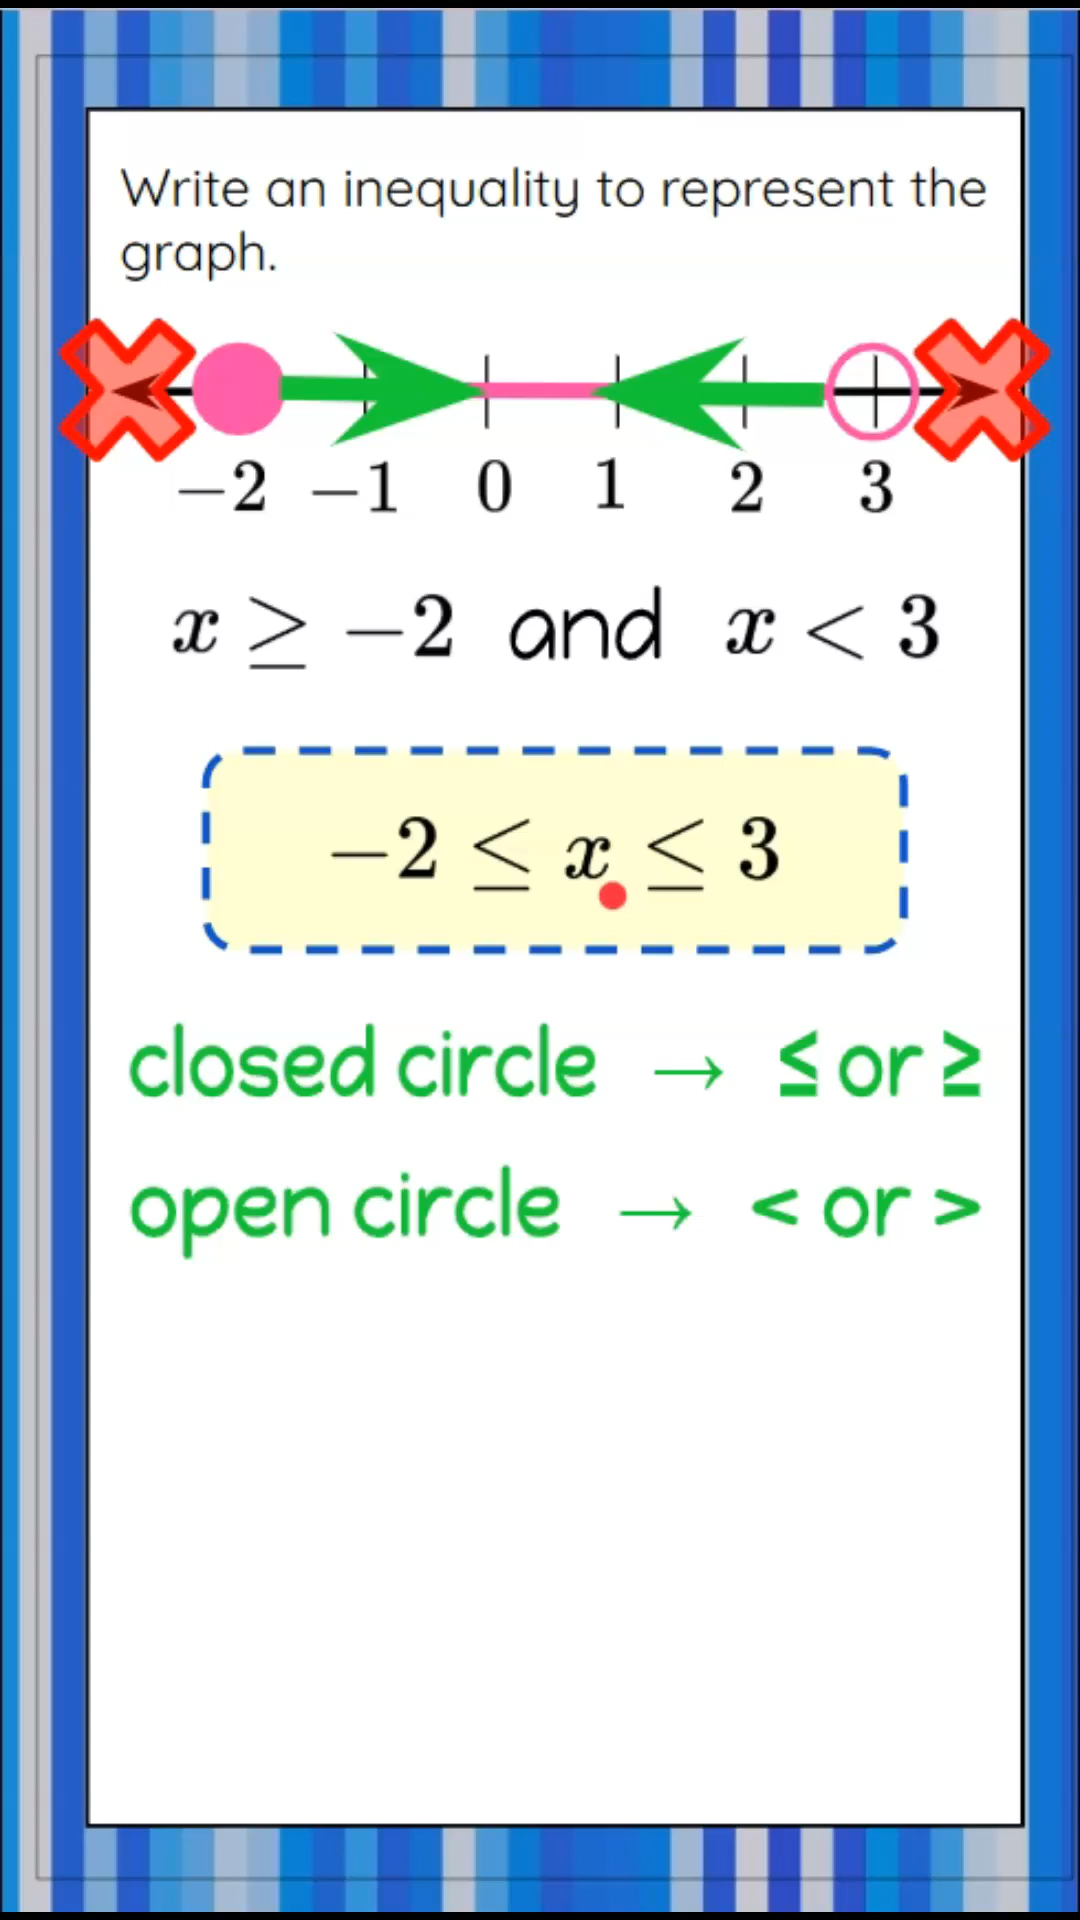 Write an inequality to represent the
graph.
−2 −1 0 1 2 3
x ≥ −2 and x < 3
−2 ≤ x ≤ 3
closed circle → ≤ or ≥
open circle → < or >